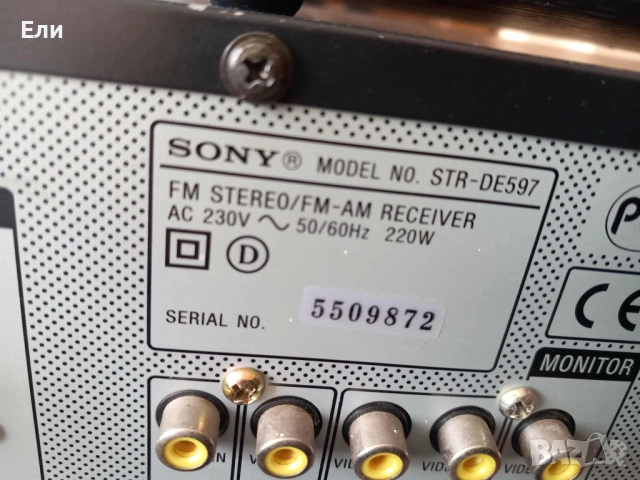 Ели
SONY® MODEL NO. STR-DE597
FM STEREO/FM-AM RECEIVER
AC 230V ~ 50/60Hz 220W
D
SERIAL NO. 5509872
CE
MONITOR
BAZAR